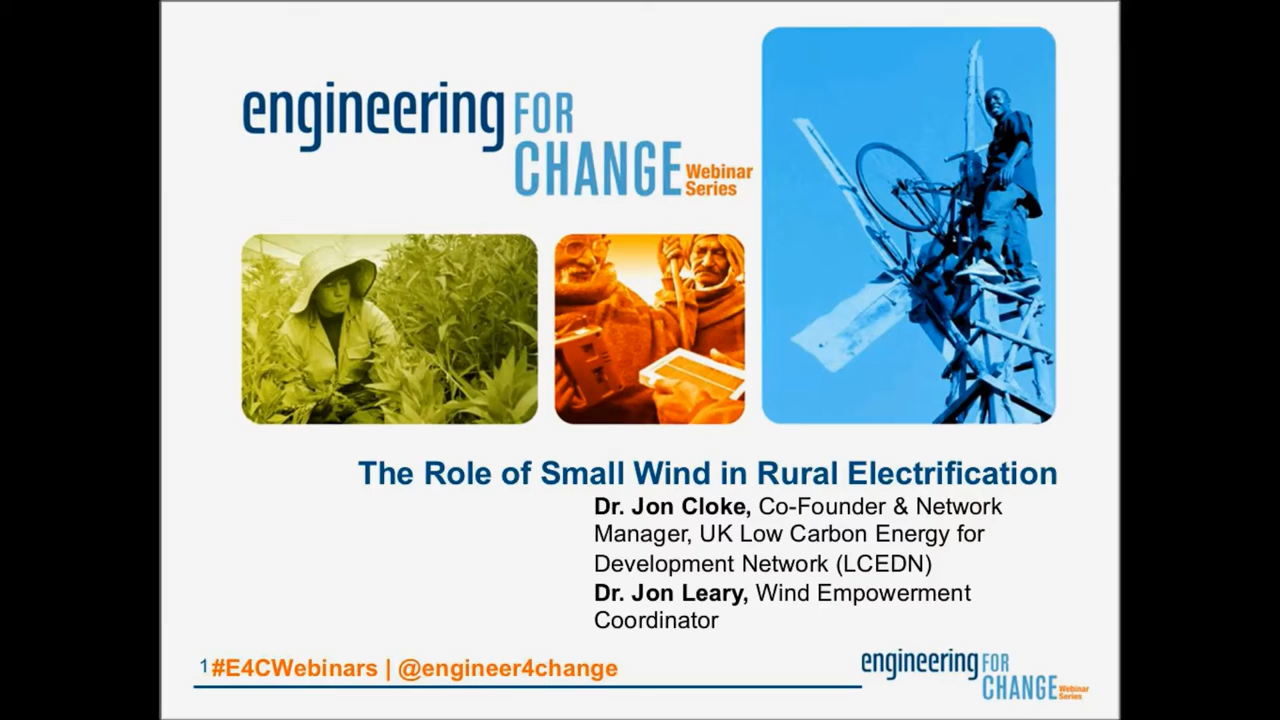 engineering FOR
CHANGE Webinar
Series
The Role of Small Wind in Rural Electrification
Dr. Jon Cloke, Co-Founder & Network
Manager, UK Low Carbon Energy for
Development Network (LCEDN)
Dr. Jon Leary, Wind Empowerment
Coordinator
1 #E4CWebinars | @engineer4change
engineering FOR
CHANGE Webinar
Series